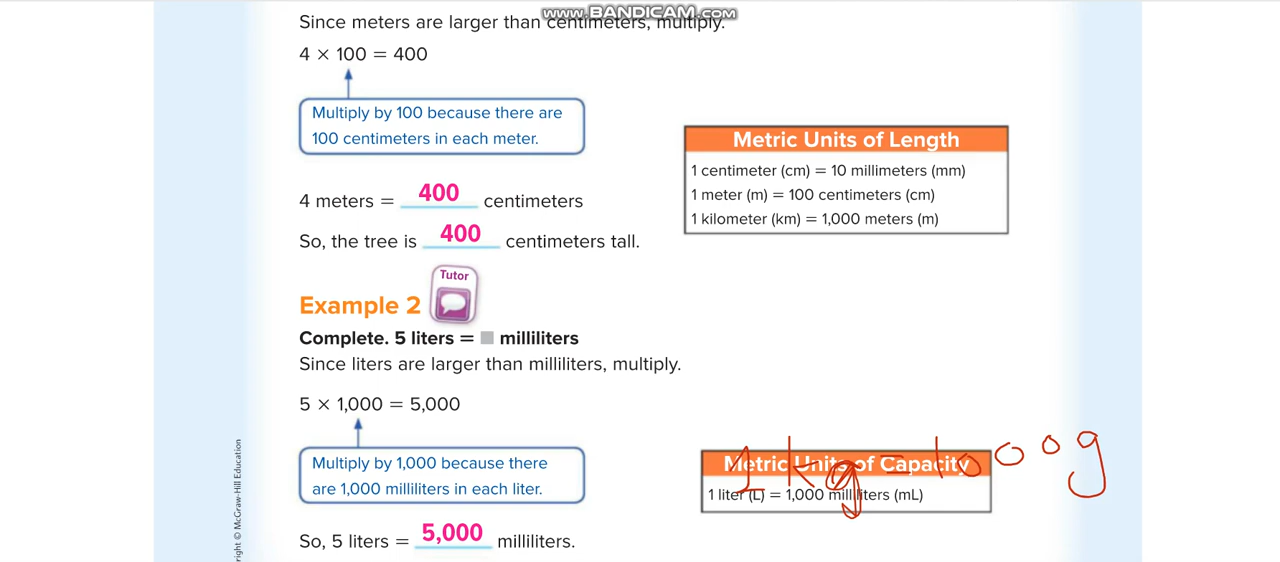 www.BANDICAM.com
Since meters are larger than centimeters, multiply.
4 × 100 = 400
Multiply by 100 because there are
100 centimeters in each meter.
Metric Units of Length
1 centimeter (cm) = 10 millimeters (mm)
1 meter (m) = 100 centimeters (cm)
1 kilometer (km) = 1,000 meters (m)
4 meters = 400 centimeters
So, the tree is 400 centimeters tall.
Tutor
Example 2
Complete. 5 liters = ■ milliliters
Since liters are larger than milliliters, multiply.
5 × 1,000 = 5,000
Multiply by 1,000 because there
are 1,000 milliliters in each liter.
1 kg = 1000g
Metric Units of Capacity
1 liter (L) = 1,000 milliliters (mL)
So, 5 liters = 5,000 milliliters.
right © McGraw-Hill Education